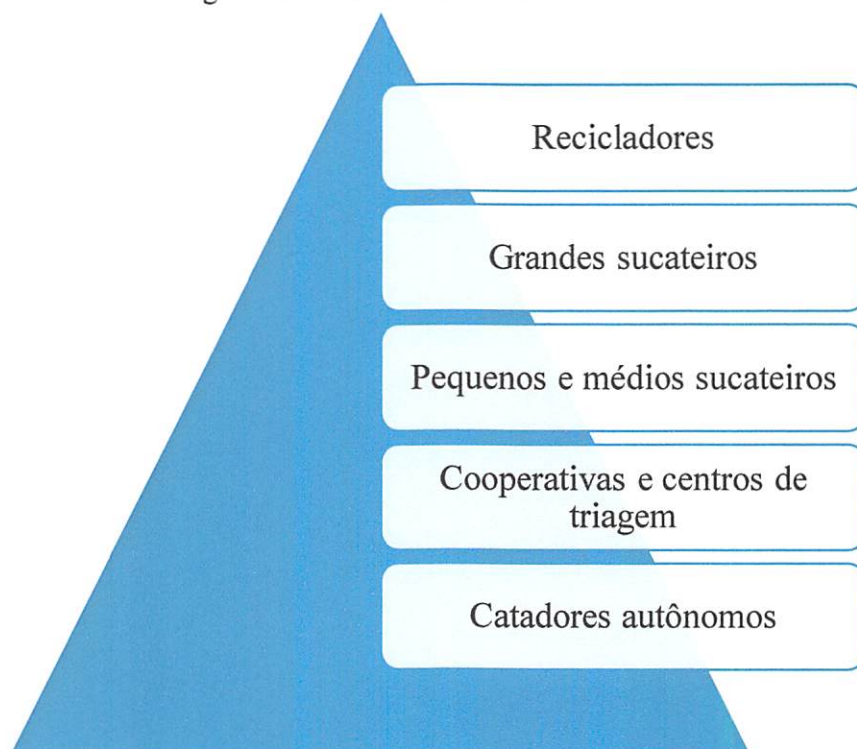 Recicladores
Grandes sucateiros
Pequenos e médios sucateiros
Cooperativas e centros de
triagem
Catadores autônomos